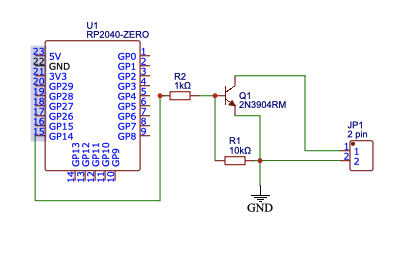 U1
RP2040-ZERO
23 5V GP0 1
22 GND GP1 2
21 3V3 GP2 3
20 GP29 GP3 4
19 GP28 GP4 5
18 GP27 GP5 6
17 GP26 GP6 7
16 GP15 GP7 8
15 GP14 GP8 9
GP13 GP12 GP11 GP10 GP9
14 13 12 11 10
R2
1kΩ
Q1
2N3904RM
R1
10kΩ
JP1
2 pin
1 1
2 2
GND